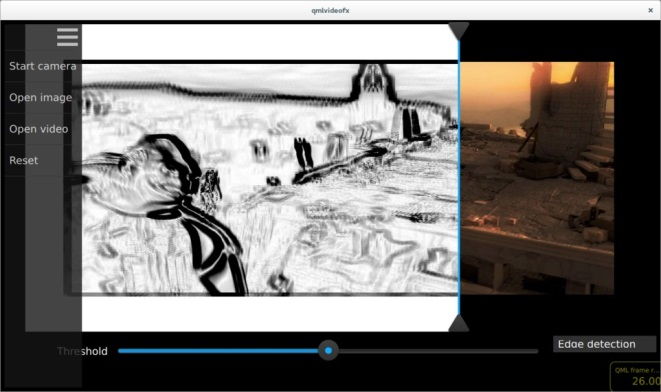 qmlvideofx
Start camera
Open image
Open video
Reset
Threshold
Edge detection
QML frame r...
26.00